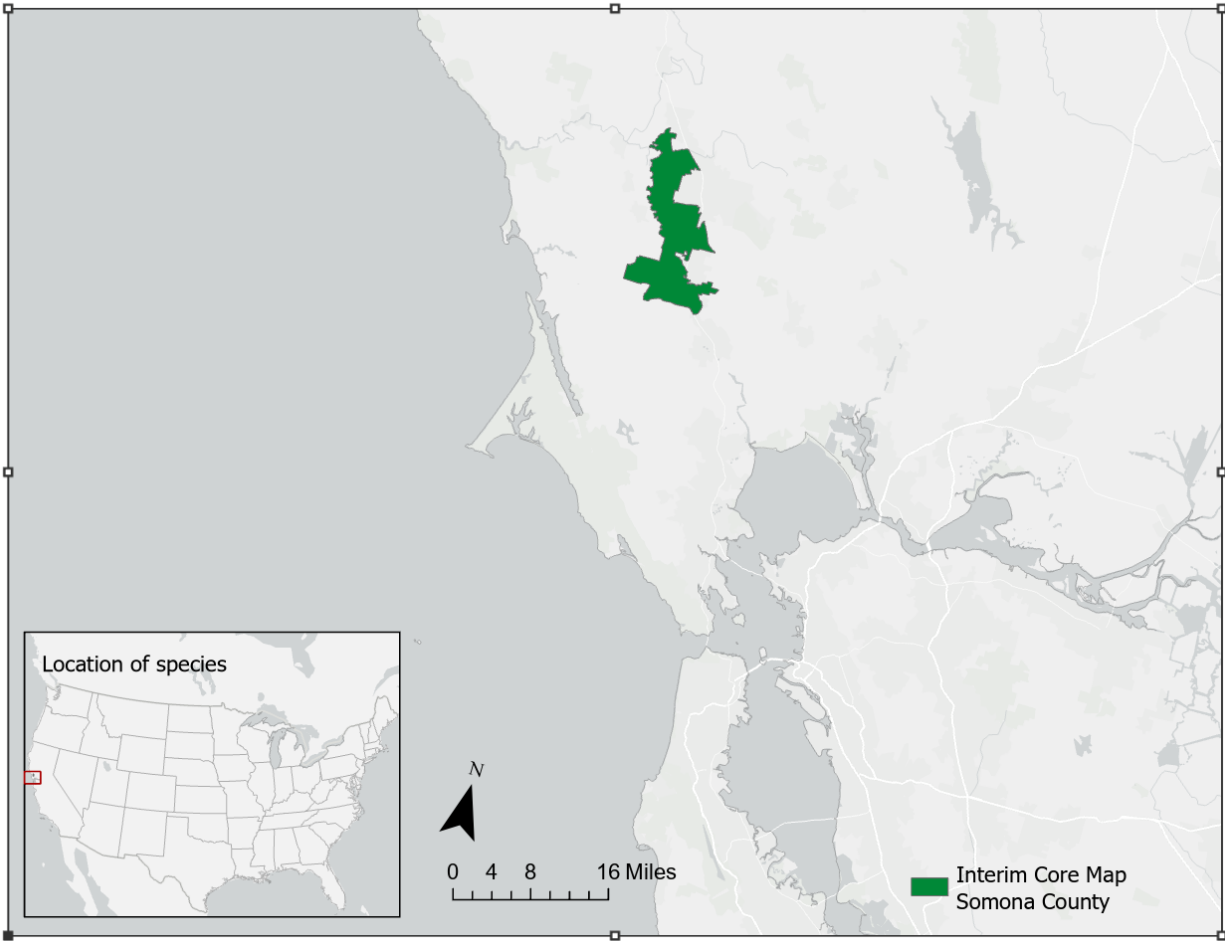 Location of species
N
0 4 8 16 Miles
Interim Core Map
Somona County